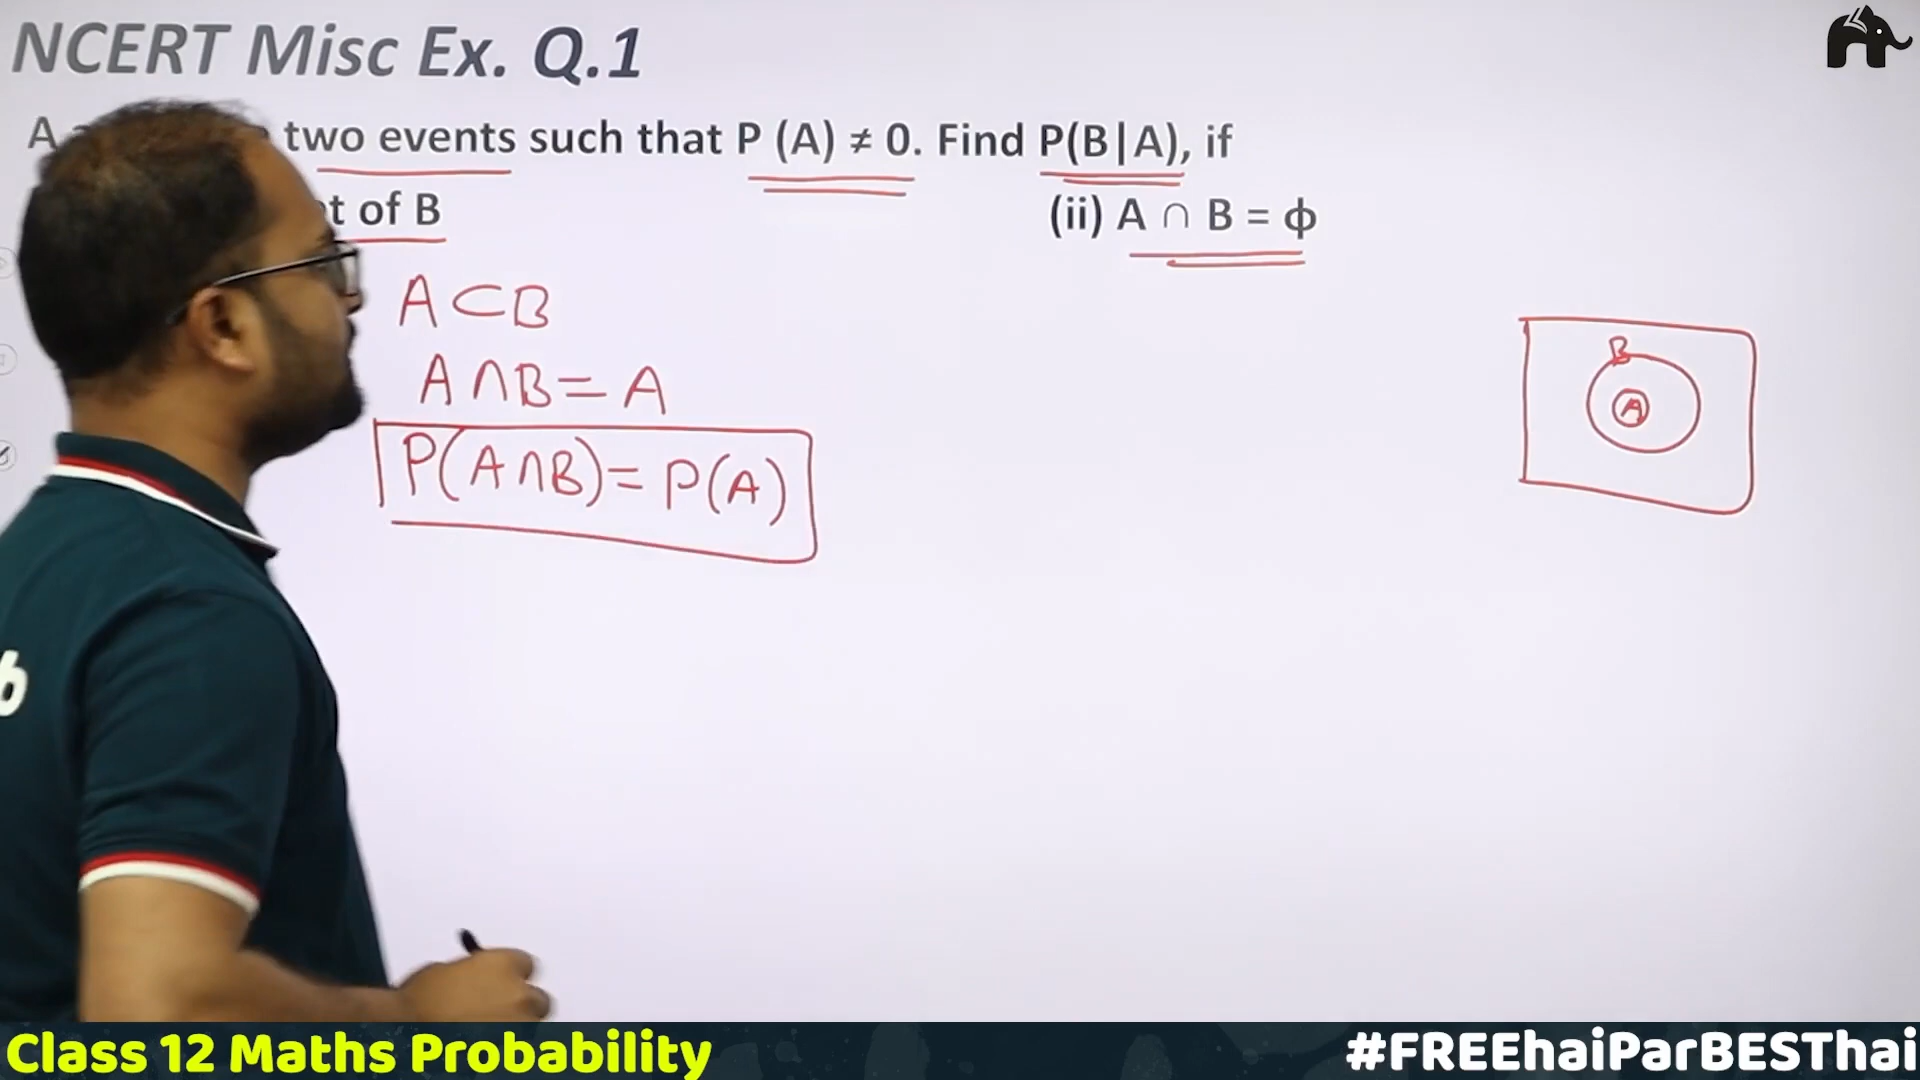 NCERT Misc Ex. Q.1
A two events such that P (A) ≠ 0. Find P(B|A), if
t of B (ii) A ∩ B = ϕ
A ⊂ B
A ∩ B = A
P(A ∩ B) = P(A)
B
A
Class 12 Maths Probability
#FREEhaiParBESThai